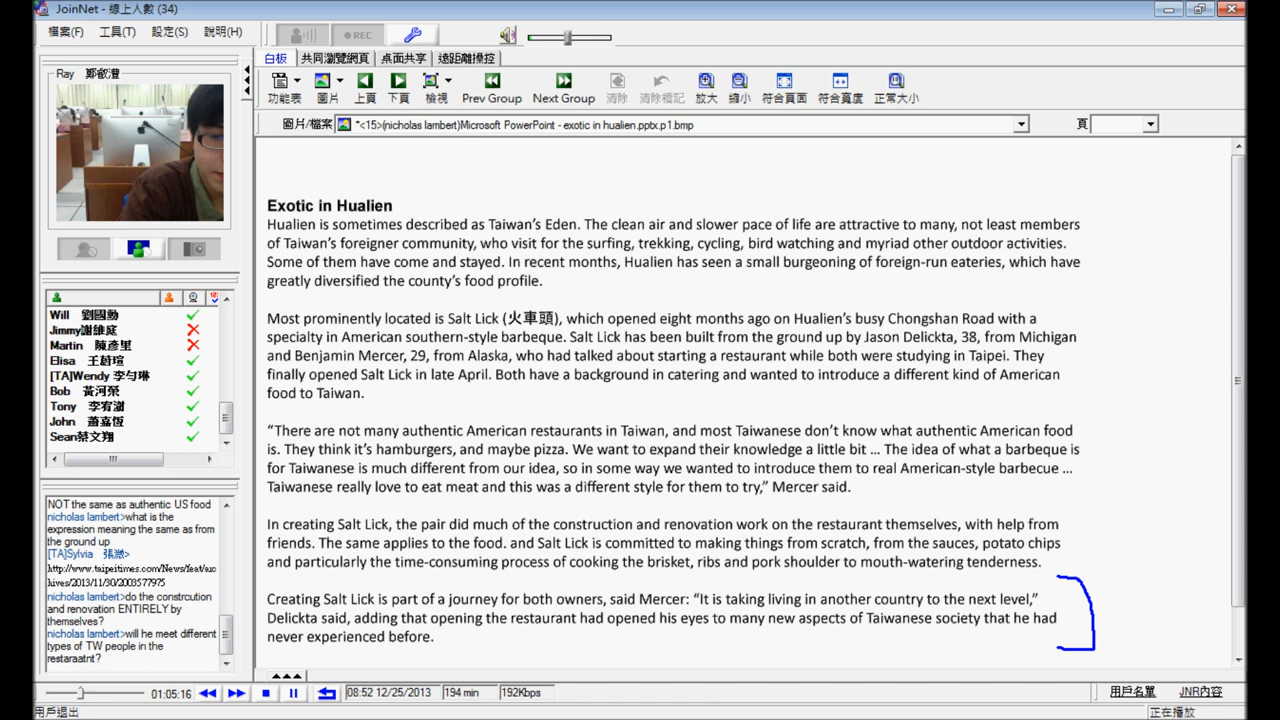 JoinNet - 線上人數 (34)
檔案(F) 工具(T) 設定(S) 說明(H)
REC
Ray 鄭叡澧
白板 共同瀏覽網頁 桌面共享 遠距離操控
功能表 圖片 上頁 下頁 檢視 Prev Group Next Group 清除 清除標記 放大 縮小 符合頁面 符合寬度 正常大小
圖片/檔案 *<15>(nicholas lambert)Microsoft PowerPoint - exotic in hualien.pptx.p1.bmp 頁
Exotic in Hualien
Hualien is sometimes described as Taiwan's Eden. The clean air and slower pace of life are attractive to many, not least members
of Taiwan's foreigner community, who visit for the surfing, trekking, cycling, bird watching and myriad other outdoor activities.
Some of them have come and stayed. In recent months, Hualien has seen a small burgeoning of foreign-run eateries, which have
greatly diversified the county's food profile.
Most prominently located is Salt Lick (火車頭), which opened eight months ago on Hualien's busy Chongshan Road with a
specialty in American southern-style barbeque. Salt Lick has been built from the ground up by Jason Delickta, 38, from Michigan
and Benjamin Mercer, 29, from Alaska, who had talked about starting a restaurant while both were studying in Taipei. They
finally opened Salt Lick in late April. Both have a background in catering and wanted to introduce a different kind of American
food to Taiwan.
“There are not many authentic American restaurants in Taiwan, and most Taiwanese don't know what authentic American food
is. They think it's hamburgers, and maybe pizza. We want to expand their knowledge a little bit ... The idea of what a barbeque is
for Taiwanese is much different from our idea, so in some way we wanted to introduce them to real American-style barbecue ...
Taiwanese really love to eat meat and this was a different style for them to try,” Mercer said.
In creating Salt Lick, the pair did much of the construction and renovation work on the restaurant themselves, with help from
friends. The same applies to the food. and Salt Lick is committed to making things from scratch, from the sauces, potato chips
and particularly the time-consuming process of cooking the brisket, ribs and pork shoulder to mouth-watering tenderness.
Creating Salt Lick is part of a journey for both owners, said Mercer: “It is taking living in another country to the next level,”
Delickta said, adding that opening the restaurant had opened his eyes to many new aspects of Taiwanese society that he had
never experienced before.
Will 劉國勳
Jimmy謝雒庭
Martin 陳彥里
Elisa 王蒔瑄
[TA]Wendy 李勻琳
Bob 黃河榮
Tony 李宥澍
John 蕭嘉恆
Sean蔡文翔
NOT the same as authentic US food
nicholas lambert>what is the
expression meaning the same as from
the ground up
[TA]Sylvia 張溦>
http://www.taipeitimes.com/News/feat/arc
hives/2013/11/30/2003577975
nicholas lambert>do the constrcution
and renovation ENTIRELY by
themselves?
nicholas lambert>will he meet different
types of TW people in the
restaraatnt?
01:05:16 08:52 12/25/2013 194 min 192Kbps 用戶名單 JNR內容
用戶退出 正在播放